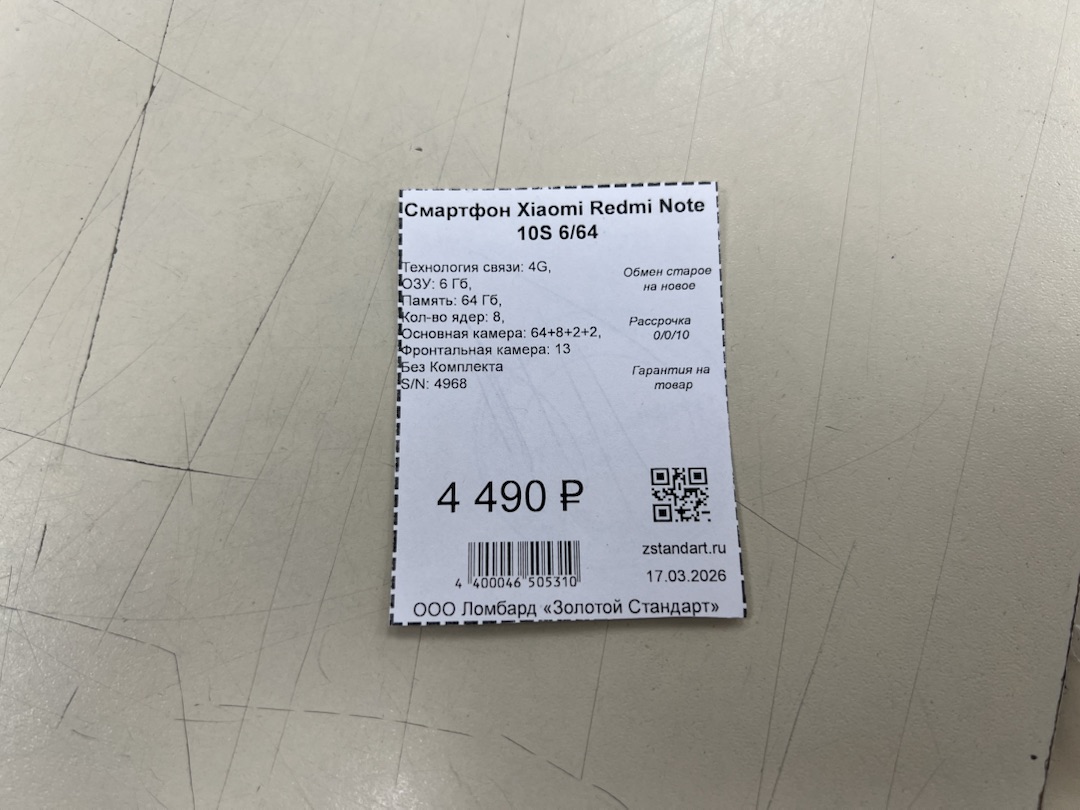 Смартфон Xiaomi Redmi Note
10S 6/64
Технология связи: 4G,
ОЗУ: 6 Гб,
Память: 64 Гб,
Кол-во ядер: 8,
Основная камера: 64+8+2+2,
Фронтальная камера: 13
Без Комплекта
S/N: 4968
Обмен старое
на новое
Рассрочка
0/0/10
Гарантия на
товар
4 490 ₽
4 400046 505310
zstandart.ru
17.03.2026
ООО Ломбард «Золотой Стандарт»